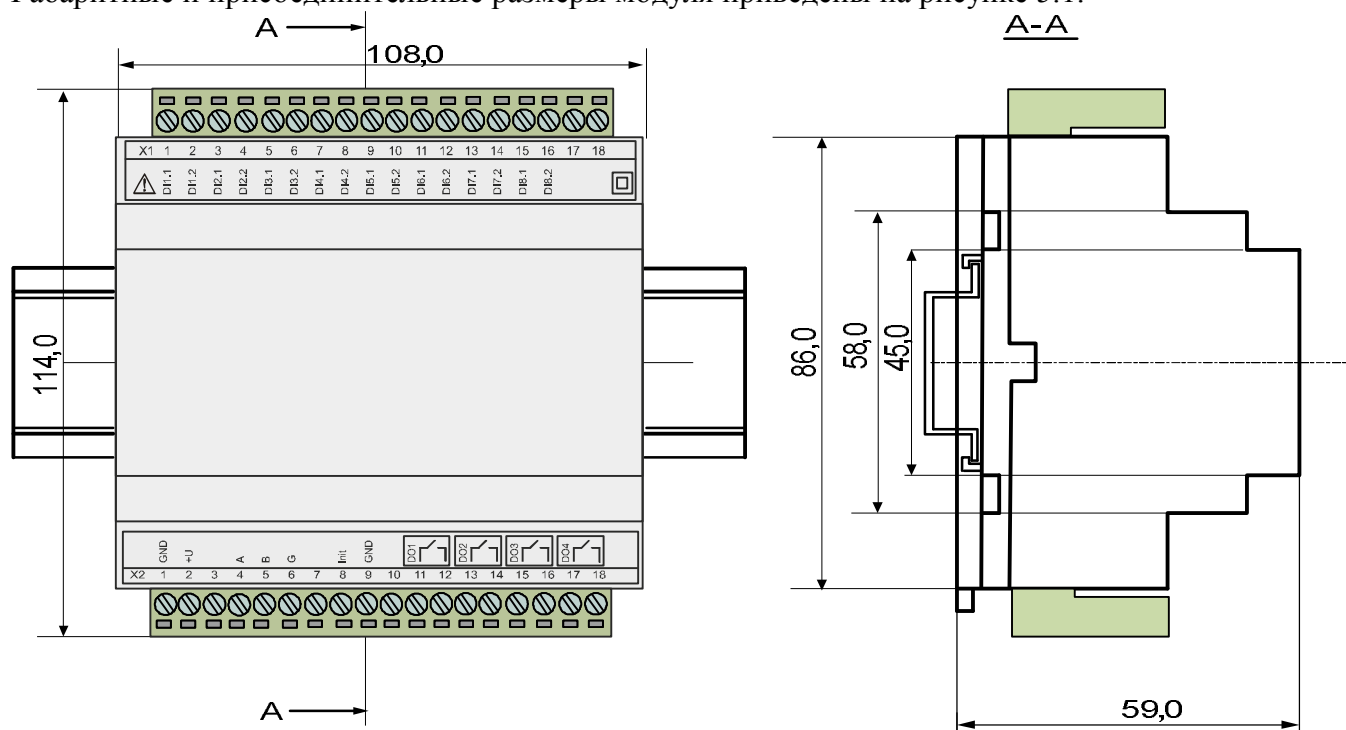 Габаритные и присоединительные размеры модуля приведены на рисунке 3.1.
A
A-A
108,0
X1 1 2 3 4 5 6 7 8 9 10 11 12 13 14 15 16 17 18
DI1.1 DI1.2 DI2.1 DI2.2 DI3.1 DI3.2 DI4.1 DI4.2 DI5.1 DI5.2 DI6.1 DI6.2 DI7.1 DI7.2 DI8.1 DI8.2
114,0
86,0
58,0
45,0
GND +U A B G Init GND DO1 DO2 DO3 DO4
X2 1 2 3 4 5 6 7 8 9 10 11 12 13 14 15 16 17 18
A
59,0